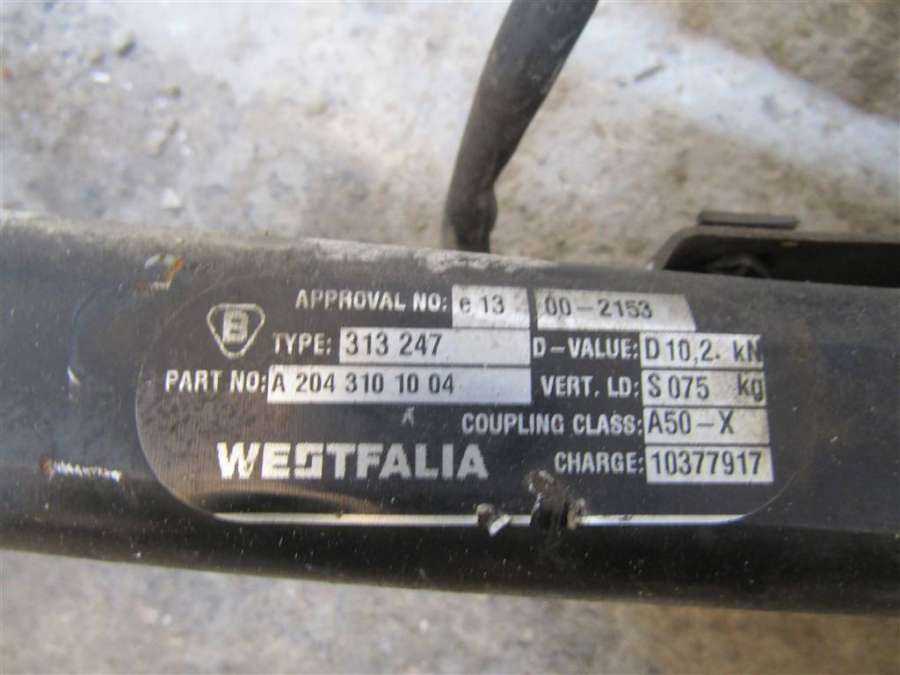 APPROVAL NO: e 13 00-2153
B TYPE: 313 247 D-VALUE: D 10,2. kN
PART NO: A 204 310 10 04 VERT. LD: S 075 kg
COUPLING CLASS: A50-X
WESTFALIA CHARGE: 10377917